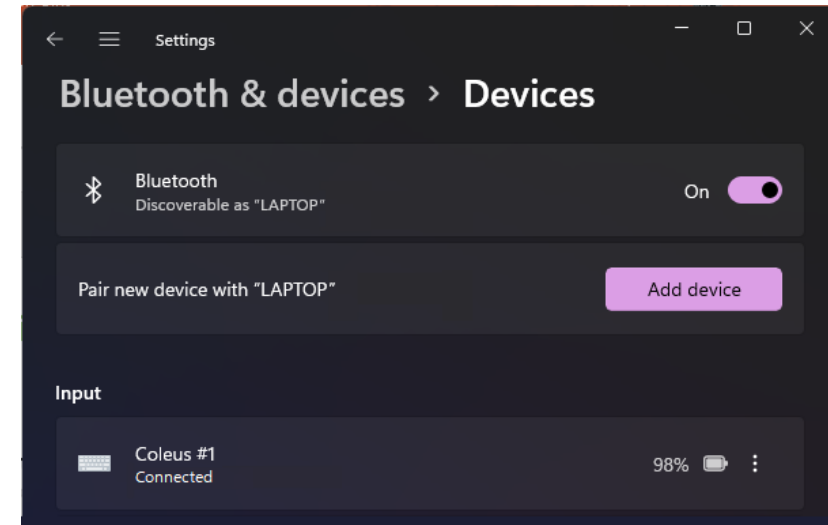 Settings
Bluetooth & devices > Devices
Bluetooth
Discoverable as "LAPTOP"
On
Pair new device with "LAPTOP"
Add device
Input
Coleus #1
Connected
98%